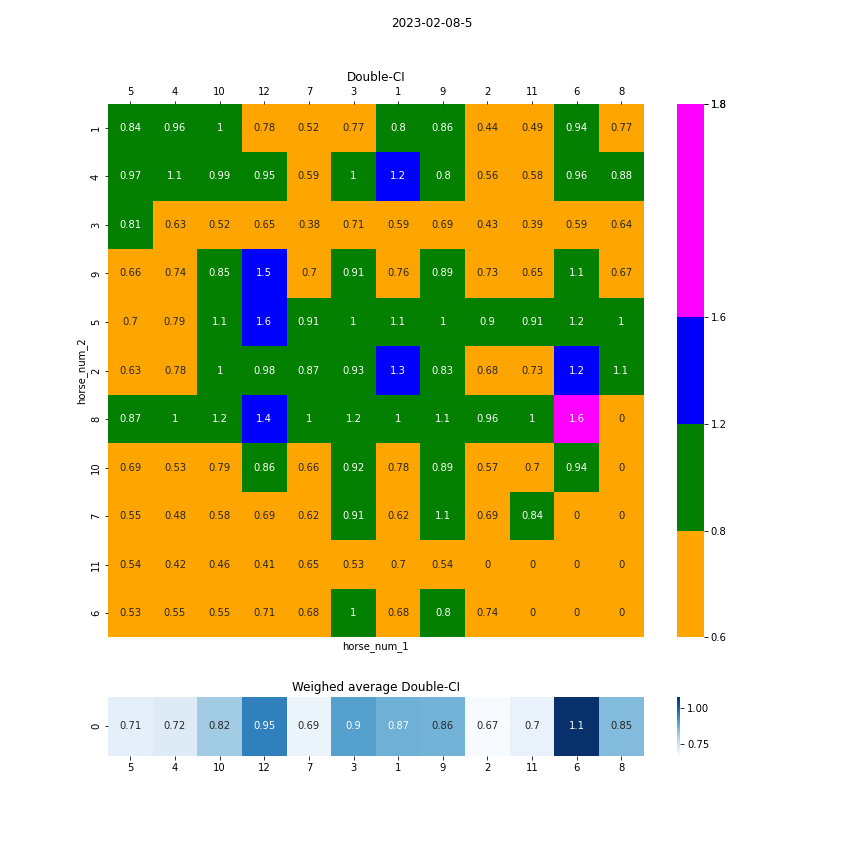 2023-02-08-5
Double-CI
5 4 10 12 7 3 1 9 2 11 6 8
1 0.84 0.96 1 0.78 0.52 0.77 0.8 0.86 0.44 0.49 0.94 0.77
4 0.97 1.1 0.99 0.95 0.59 1 1.2 0.8 0.56 0.58 0.96 0.88
3 0.81 0.63 0.52 0.65 0.38 0.71 0.59 0.69 0.43 0.39 0.59 0.64
9 0.66 0.74 0.85 1.5 0.7 0.91 0.76 0.89 0.73 0.65 1.1 0.67
5 0.7 0.79 1.1 1.6 0.91 1 1.1 1 0.9 0.91 1.2 1
2 0.63 0.78 1 0.98 0.87 0.93 1.3 0.83 0.68 0.73 1.2 1.1
8 0.87 1 1.2 1.4 1 1.2 1 1.1 0.96 1 1.6 0
10 0.69 0.53 0.79 0.86 0.66 0.92 0.78 0.89 0.57 0.7 0.94 0
7 0.55 0.48 0.58 0.69 0.62 0.91 0.62 1.1 0.69 0.84 0 0
11 0.54 0.42 0.46 0.41 0.65 0.53 0.7 0.54 0 0 0 0
6 0.53 0.55 0.55 0.71 0.68 1 0.68 0.8 0.74 0 0 0
horse_num_2
horse_num_1
1.8
1.6
1.2
0.8
0.6
Weighed average Double-CI
0 0.71 0.72 0.82 0.95 0.69 0.9 0.87 0.86 0.67 0.7 1.1 0.85
5 4 10 12 7 3 1 9 2 11 6 8
1.00
0.75